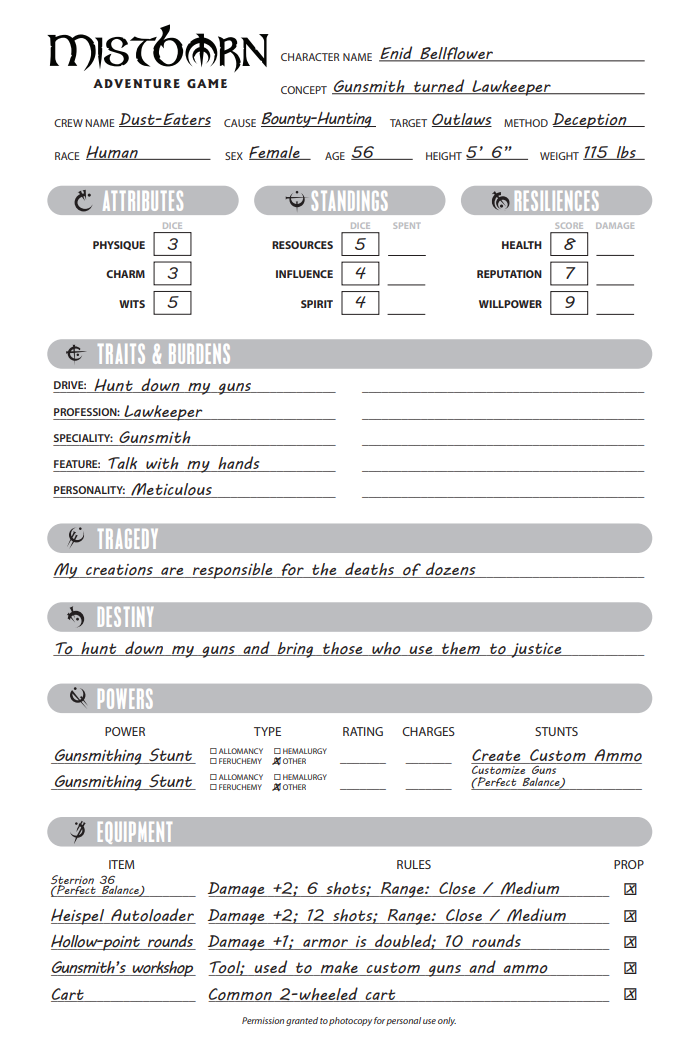 MISTBORN
ADVENTURE GAME
CHARACTER NAME Enid Bellflower
CONCEPT Gunsmith turned Lawkeeper
CREW NAME Dust-Eaters CAUSE Bounty-Hunting TARGET Outlaws METHOD Deception
RACE Human SEX Female AGE 56 HEIGHT 5' 6" WEIGHT 115 lbs
ATTRIBUTES STANDINGS RESILIENCES
DICE DICE SPENT SCORE DAMAGE
PHYSIQUE 3 RESOURCES 5 HEALTH 8
CHARM 3 INFLUENCE 4 REPUTATION 7
WITS 5 SPIRIT 4 WILLPOWER 9
TRAITS & BURDENS
DRIVE: Hunt down my guns
PROFESSION: Lawkeeper
SPECIALITY: Gunsmith
FEATURE: Talk with my hands
PERSONALITY: Meticulous
TRAGEDY
My creations are responsible for the deaths of dozens
DESTINY
To hunt down my guns and bring those who use them to justice
POWERS
POWER TYPE RATING CHARGES STUNTS
Gunsmithing Stunt ☐ ALLOMANCY ☐ HEMALURGY Create Custom Ammo
☐ FERUCHEMY ☒ OTHER
Gunsmithing Stunt ☐ ALLOMANCY ☐ HEMALURGY Customize Guns
☐ FERUCHEMY ☒ OTHER (Perfect Balance)
EQUIPMENT
ITEM RULES PROP
Sterrion 36
(Perfect Balance) Damage +2; 6 shots; Range: Close / Medium ☒
Heispel Autoloader Damage +2; 12 shots; Range: Close / Medium ☒
Hollow-point rounds Damage +1; armor is doubled; 10 rounds ☒
Gunsmith's workshop Tool; used to make custom guns and ammo ☒
Cart Common 2-wheeled cart ☒
Permission granted to photocopy for personal use only.